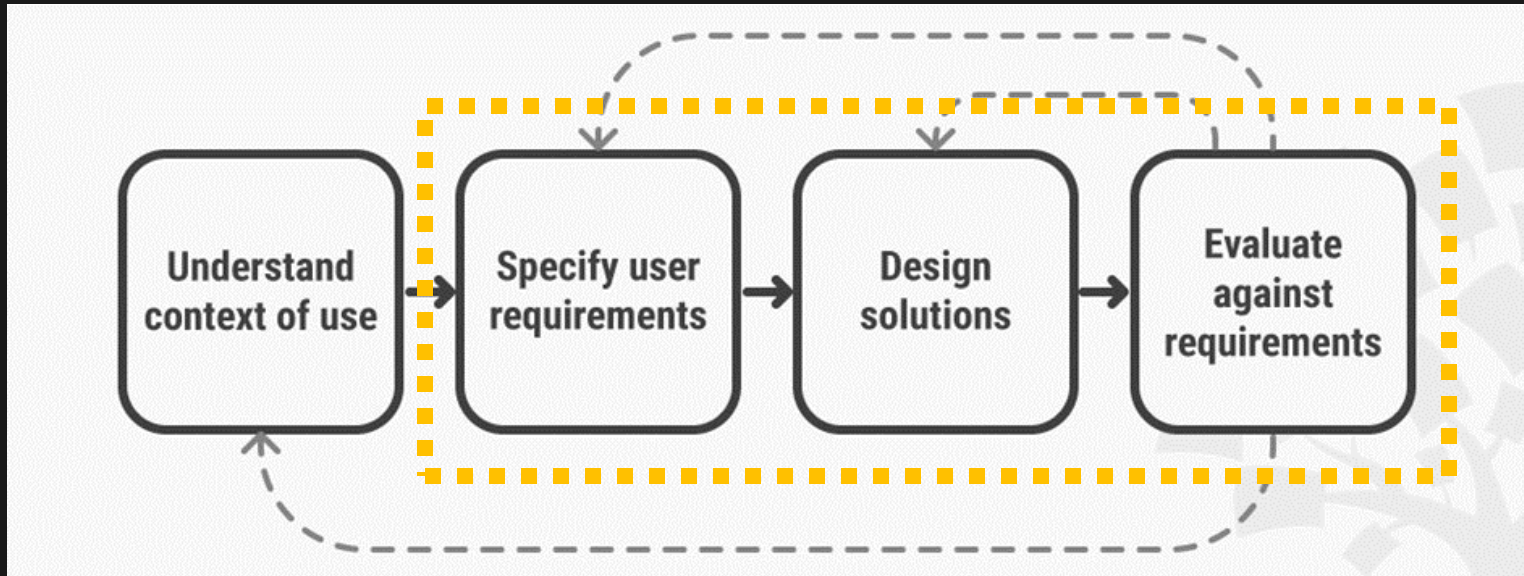 Understand
context of use
Specify user
requirements
Design
solutions
Evaluate
against
requirements